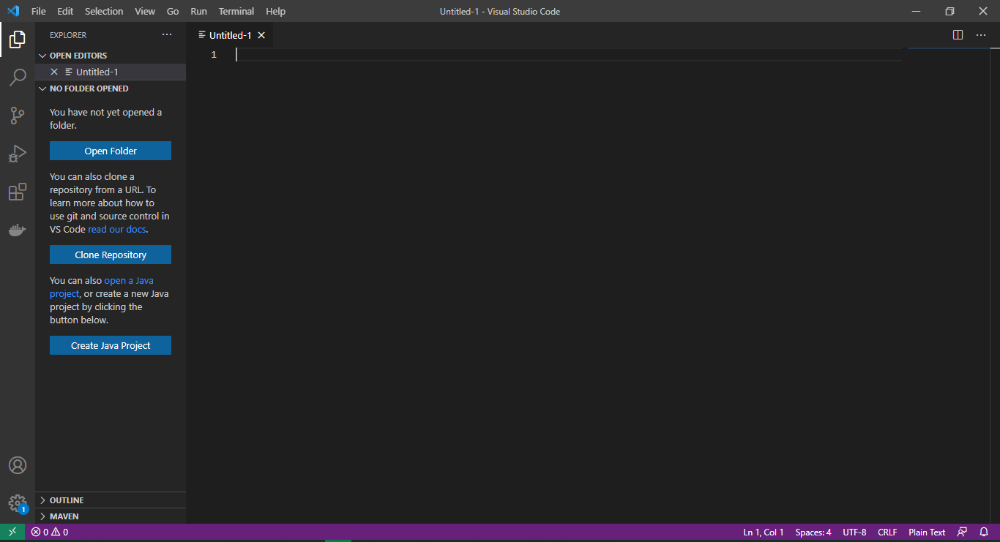 File Edit Selection View Go Run Terminal Help
Untitled-1 - Visual Studio Code
EXPLORER
Untitled-1
OPEN EDITORS
Untitled-1
NO FOLDER OPENED
You have not yet opened a
folder.
Open Folder
You can also clone a
repository from a URL. To
learn more about how to
use git and source control in
VS Code read our docs.
Clone Repository
You can also open a Java
project, or create a new Java
project by clicking the
button below.
Create Java Project
OUTLINE
MAVEN
1
1
0 0
Ln 1, Col 1 Spaces: 4 UTF-8 CRLF Plain Text